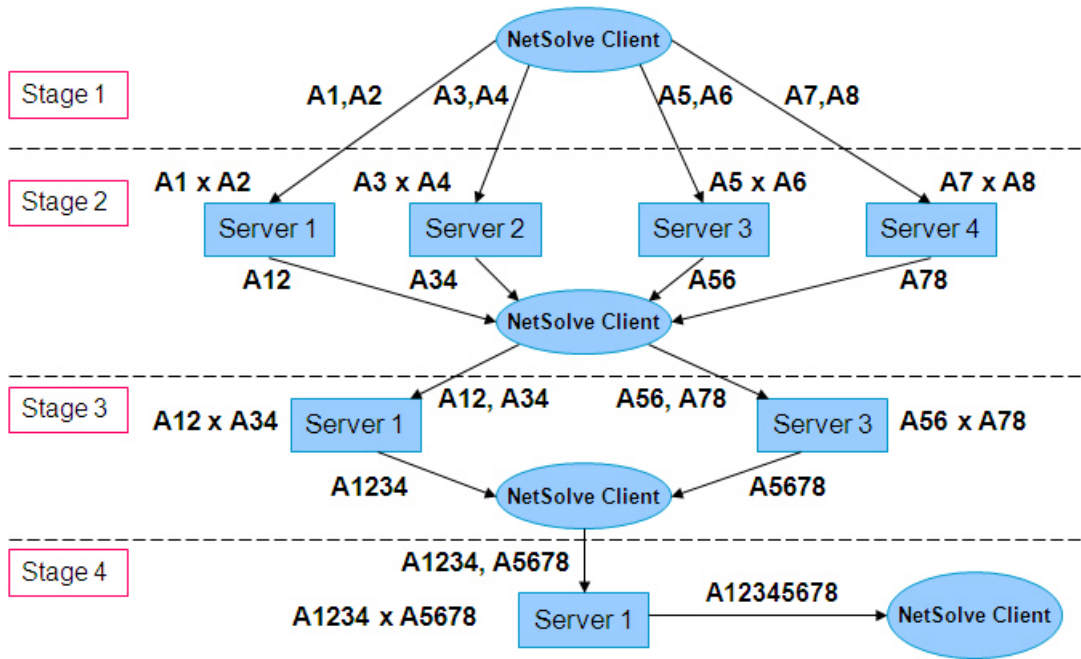 NetSolve Client
Stage 1
A1,A2
A3,A4
A5,A6
A7,A8
Stage 2
A1 x A2
A3 x A4
A5 x A6
A7 x A8
Server 1
Server 2
Server 3
Server 4
A12
A34
A56
A78
NetSolve Client
Stage 3
A12, A34
A56, A78
A12 x A34
Server 1
Server 3
A56 x A78
A1234
NetSolve Client
A5678
Stage 4
A1234, A5678
A1234 x A5678
Server 1
A12345678
NetSolve Client